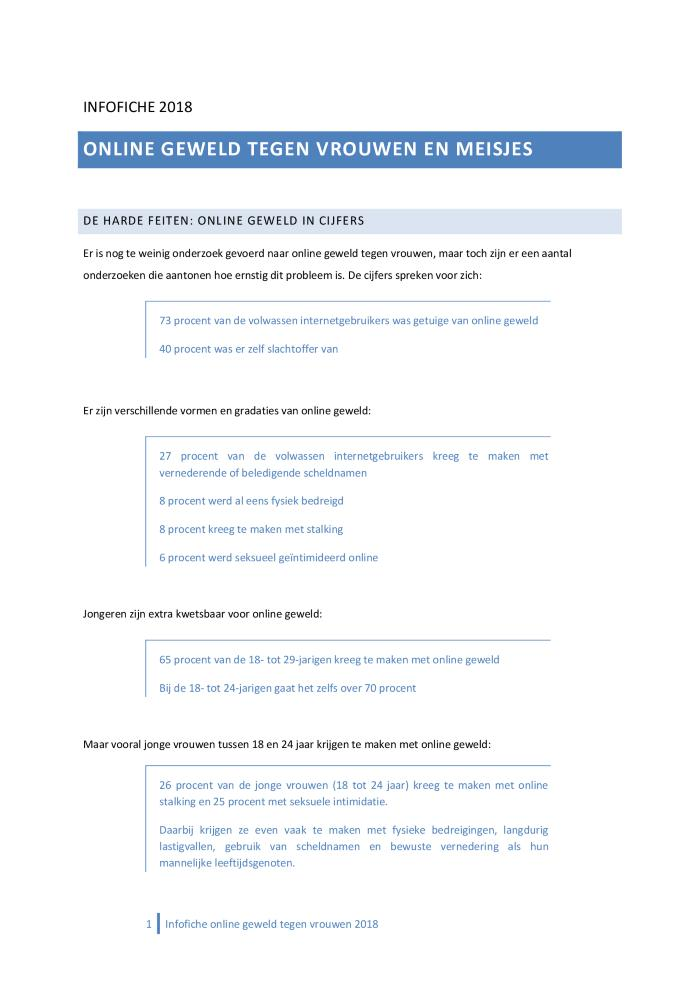 INFOFICHE 2018
ONLINE GEWELD TEGEN VROUWEN EN MEISJES
DE HARDE FEITEN: ONLINE GEWELD IN CIJFERS
Er is nog te weinig onderzoek gevoerd naar online geweld tegen vrouwen, maar toch zijn er een aantal
onderzoeken die aantonen hoe ernstig dit probleem is. De cijfers spreken voor zich:
73 procent van de volwassen internetgebruikers was getuige van online geweld
40 procent was er zelf slachtoffer van
Er zijn verschillende vormen en gradaties van online geweld:
27 procent van de volwassen internetgebruikers kreeg te maken met
vernederende of beledigende scheldnamen
8 procent werd al eens fysiek bedreigd
8 procent kreeg te maken met stalking
6 procent werd seksueel geïntimideerd online
Jongeren zijn extra kwetsbaar voor online geweld:
65 procent van de 18- tot 29-jarigen kreeg te maken met online geweld
Bij de 18- tot 24-jarigen gaat het zelfs over 70 procent
Maar vooral jonge vrouwen tussen 18 en 24 jaar krijgen te maken met online geweld:
26 procent van de jonge vrouwen (18 tot 24 jaar) kreeg te maken met online
stalking en 25 procent met seksuele intimidatie.
Daarbij krijgen ze even vaak te maken met fysieke bedreigingen, langdurig
lastigvallen, gebruik van scheldnamen en bewuste vernedering als hun
mannelijke leeftijdsgenoten.
1 Infofiche online geweld tegen vrouwen 2018